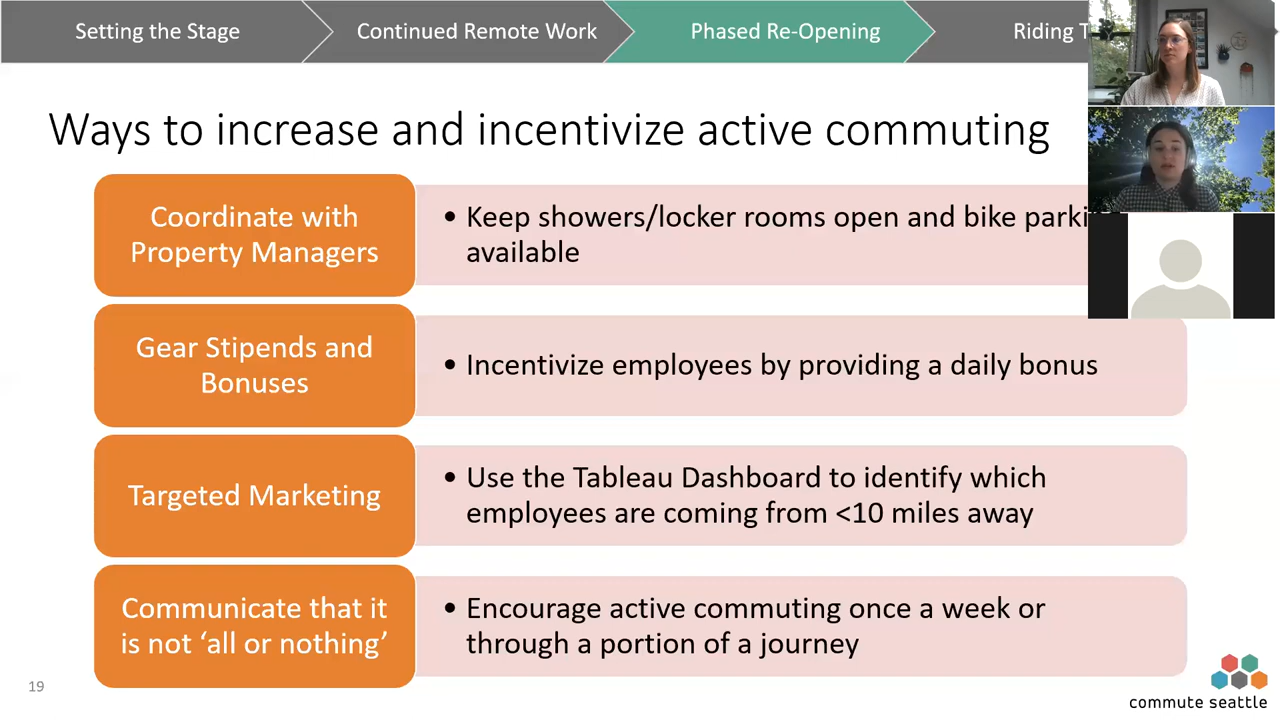 Setting the Stage
Continued Remote Work
Phased Re-Opening
Riding
Ways to increase and incentivize active commuting
Coordinate with
Property Managers
• Keep showers/locker rooms open and bike
available
Gear Stipends and
Bonuses
• Incentivize employees by providing a daily bonus
Targeted Marketing
• Use the Tableau Dashboard to identify which
employees are coming from <10 miles away
Communicate that it
is not ‘all or nothing’
• Encourage active commuting once a week or
through a portion of a journey
19
commute seattle